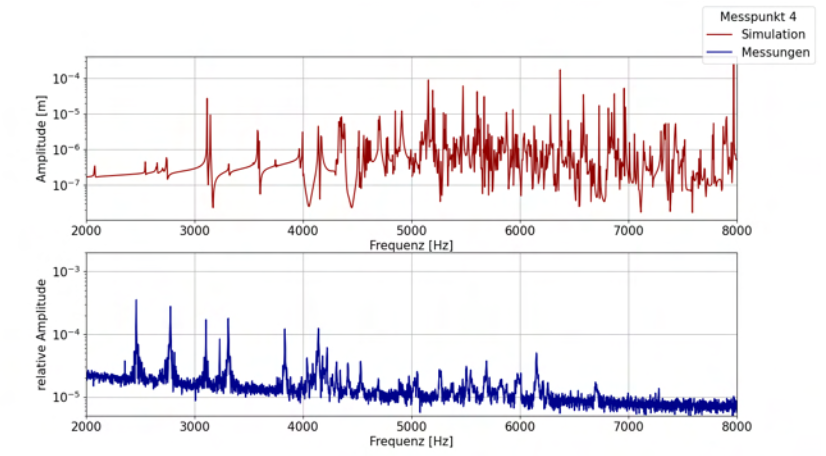 Messpunkt 4
Simulation
Messungen
Amplitude [m]
10⁻⁴
10⁻⁵
10⁻⁶
10⁻⁷
2000 3000 4000 5000 6000 7000 8000
Frequenz [Hz]
relative Amplitude
10⁻³
10⁻⁴
10⁻⁵
2000 3000 4000 5000 6000 7000 8000
Frequenz [Hz]